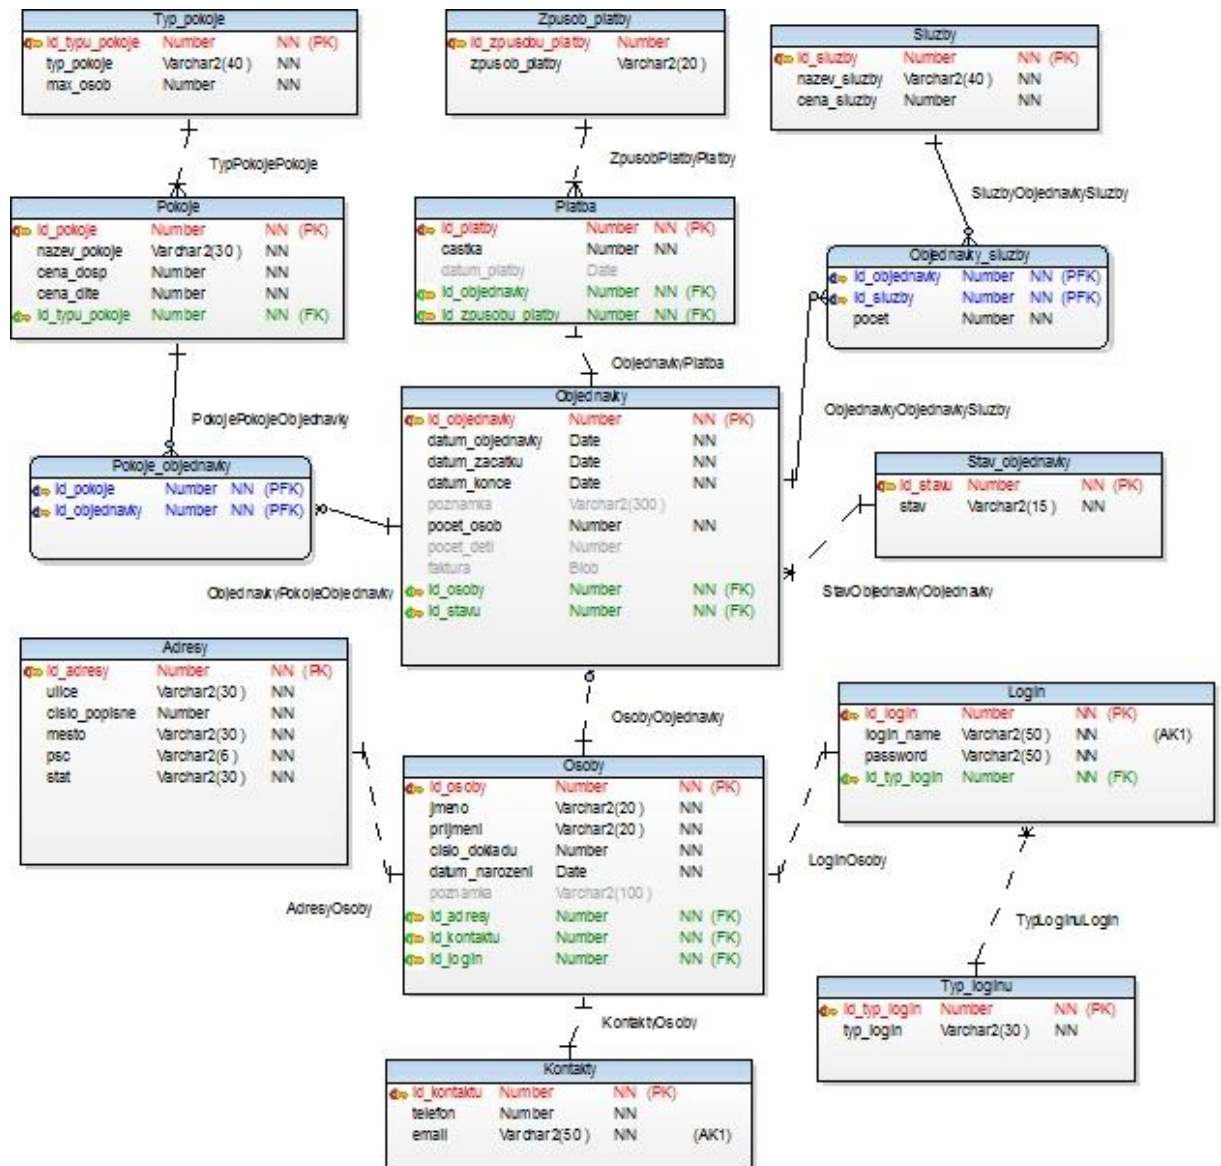 Typ_pokoje
Id_typu_pokoje Number NN (PK)
typ_pokoje Varchar2(40) NN
max_osob Number NN
Zpusob_platby
Id_zpusobu_platby Number
zpusob_platby Varchar2(20)
Sluzby
Id_sluzby Number NN (PK)
nazev_sluzby Varchar2(40) NN
cena_sluzby Number NN
TypPokojePokoje
ZpusobPlatbyPlatby
SluzbyObjednavkySluzby
Pokoje
Id_pokoje Number NN (PK)
nazev_pokoje Varchar2(30) NN
cena_dosp Number NN
cena_dite Number NN
Id_typu_pokoje Number NN (FK)
Platba
Id_platby Number NN (PK)
castka Number NN
datum_platby Date
Id_objednavky Number NN (FK)
Id_zpusobu_platby Number NN (FK)
Objednavky_sluzby
Id_objednavky Number NN (PFK)
Id_sluzby Number NN (PFK)
pocet Number NN
ObjednavkyPlatba
PokojePokojeObjednavky
ObjednavkyObjednavkySluzby
Objednavky
Id_objednavky Number NN (PK)
datum_objednavky Date NN
datum_zacatku Date NN
datum_konce Date NN
poznamka Varchar2(300)
pocet_osob Number NN
pocet_deti Number
faktura Blob
Id_osoby Number NN (FK)
Id_stavu Number NN (FK)
Pokoje_objednavky
Id_pokoje Number NN (PFK)
Id_objednavky Number NN (PFK)
Stav_objednavky
Id_stavu Number NN (PK)
stav Varchar2(15) NN
ObjednavkyPokojeObjednavky
StavObjednavkyObjednavky
Adresy
Id_adresy Number NN (PK)
ulice Varchar2(30) NN
cislo_popisne Number NN
mesto Varchar2(30) NN
psc Varchar2(6) NN
stat Varchar2(30) NN
OsobyObjednavky
Login
Id_login Number NN (PK)
login_name Varchar2(50) NN (AK1)
password Varchar2(50) NN
Id_typ_login Number NN (FK)
Osoby
Id_osoby Number NN (PK)
jmeno Varchar2(20) NN
prijmeni Varchar2(20) NN
cislo_dokladu Number NN
datum_narozeni Date NN
poznamka Varchar2(100)
Id_adresy Number NN (FK)
Id_kontaktu Number NN (FK)
Id_login Number NN (FK)
AdresyOsoby
LoginOsoby
TypLoginuLogin
Typ_loginu
Id_typ_login Number NN (PK)
typ_login Varchar2(30) NN
KontaktyOsoby
Kontakty
Id_kontaktu Number NN (PK)
telefon Number NN
email Varchar2(50) NN (AK1)